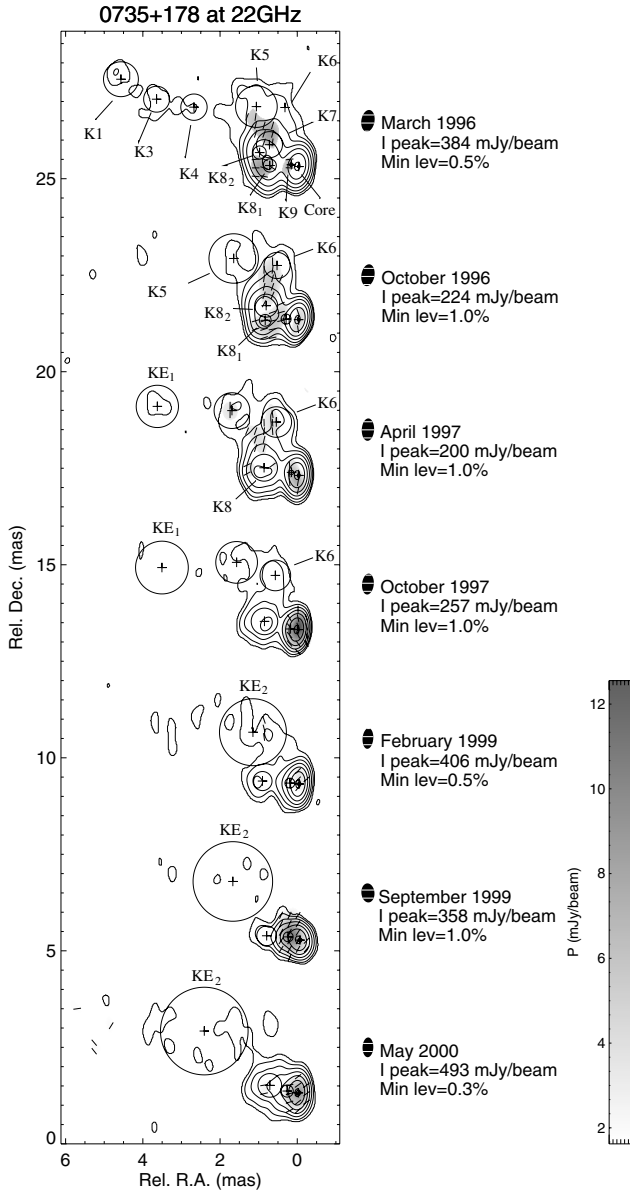 0735+178 at 22GHz
K5
K6
K1
K3
K4
K7
K8₂
K8₁
K9
Core
March 1996
I peak=384 mJy/beam
Min lev=0.5%
25
K5
K6
K8₂
K8₁
October 1996
I peak=224 mJy/beam
Min lev=1.0%
20
KE₁
K6
K8
April 1997
I peak=200 mJy/beam
Min lev=1.0%
15
KE₁
K6
October 1997
I peak=257 mJy/beam
Min lev=1.0%
Rel. Dec. (mas)
10
KE₂
February 1999
I peak=406 mJy/beam
Min lev=0.5%
KE₂
September 1999
I peak=358 mJy/beam
Min lev=1.0%
5
KE₂
May 2000
I peak=493 mJy/beam
Min lev=0.3%
0
6 4 2 0
Rel. R.A. (mas)
12
10
8
6
4
2
P (mJy/beam)